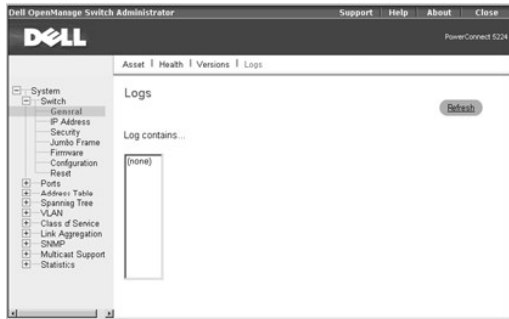 Dell OpenManage Switch Administrator Support Help About Close
DELL
PowerConnect 5224
Asset Health Versions Logs
System
Switch
General
IP Address
Security
Jumbo Frame
Firmware
Configuration
Reset
Ports
Address Table
Spanning Tree
VLAN
Class of Service
Link Aggregation
SNMP
Multicast Support
Statistics
Logs
Refresh
Log contains...
(none)